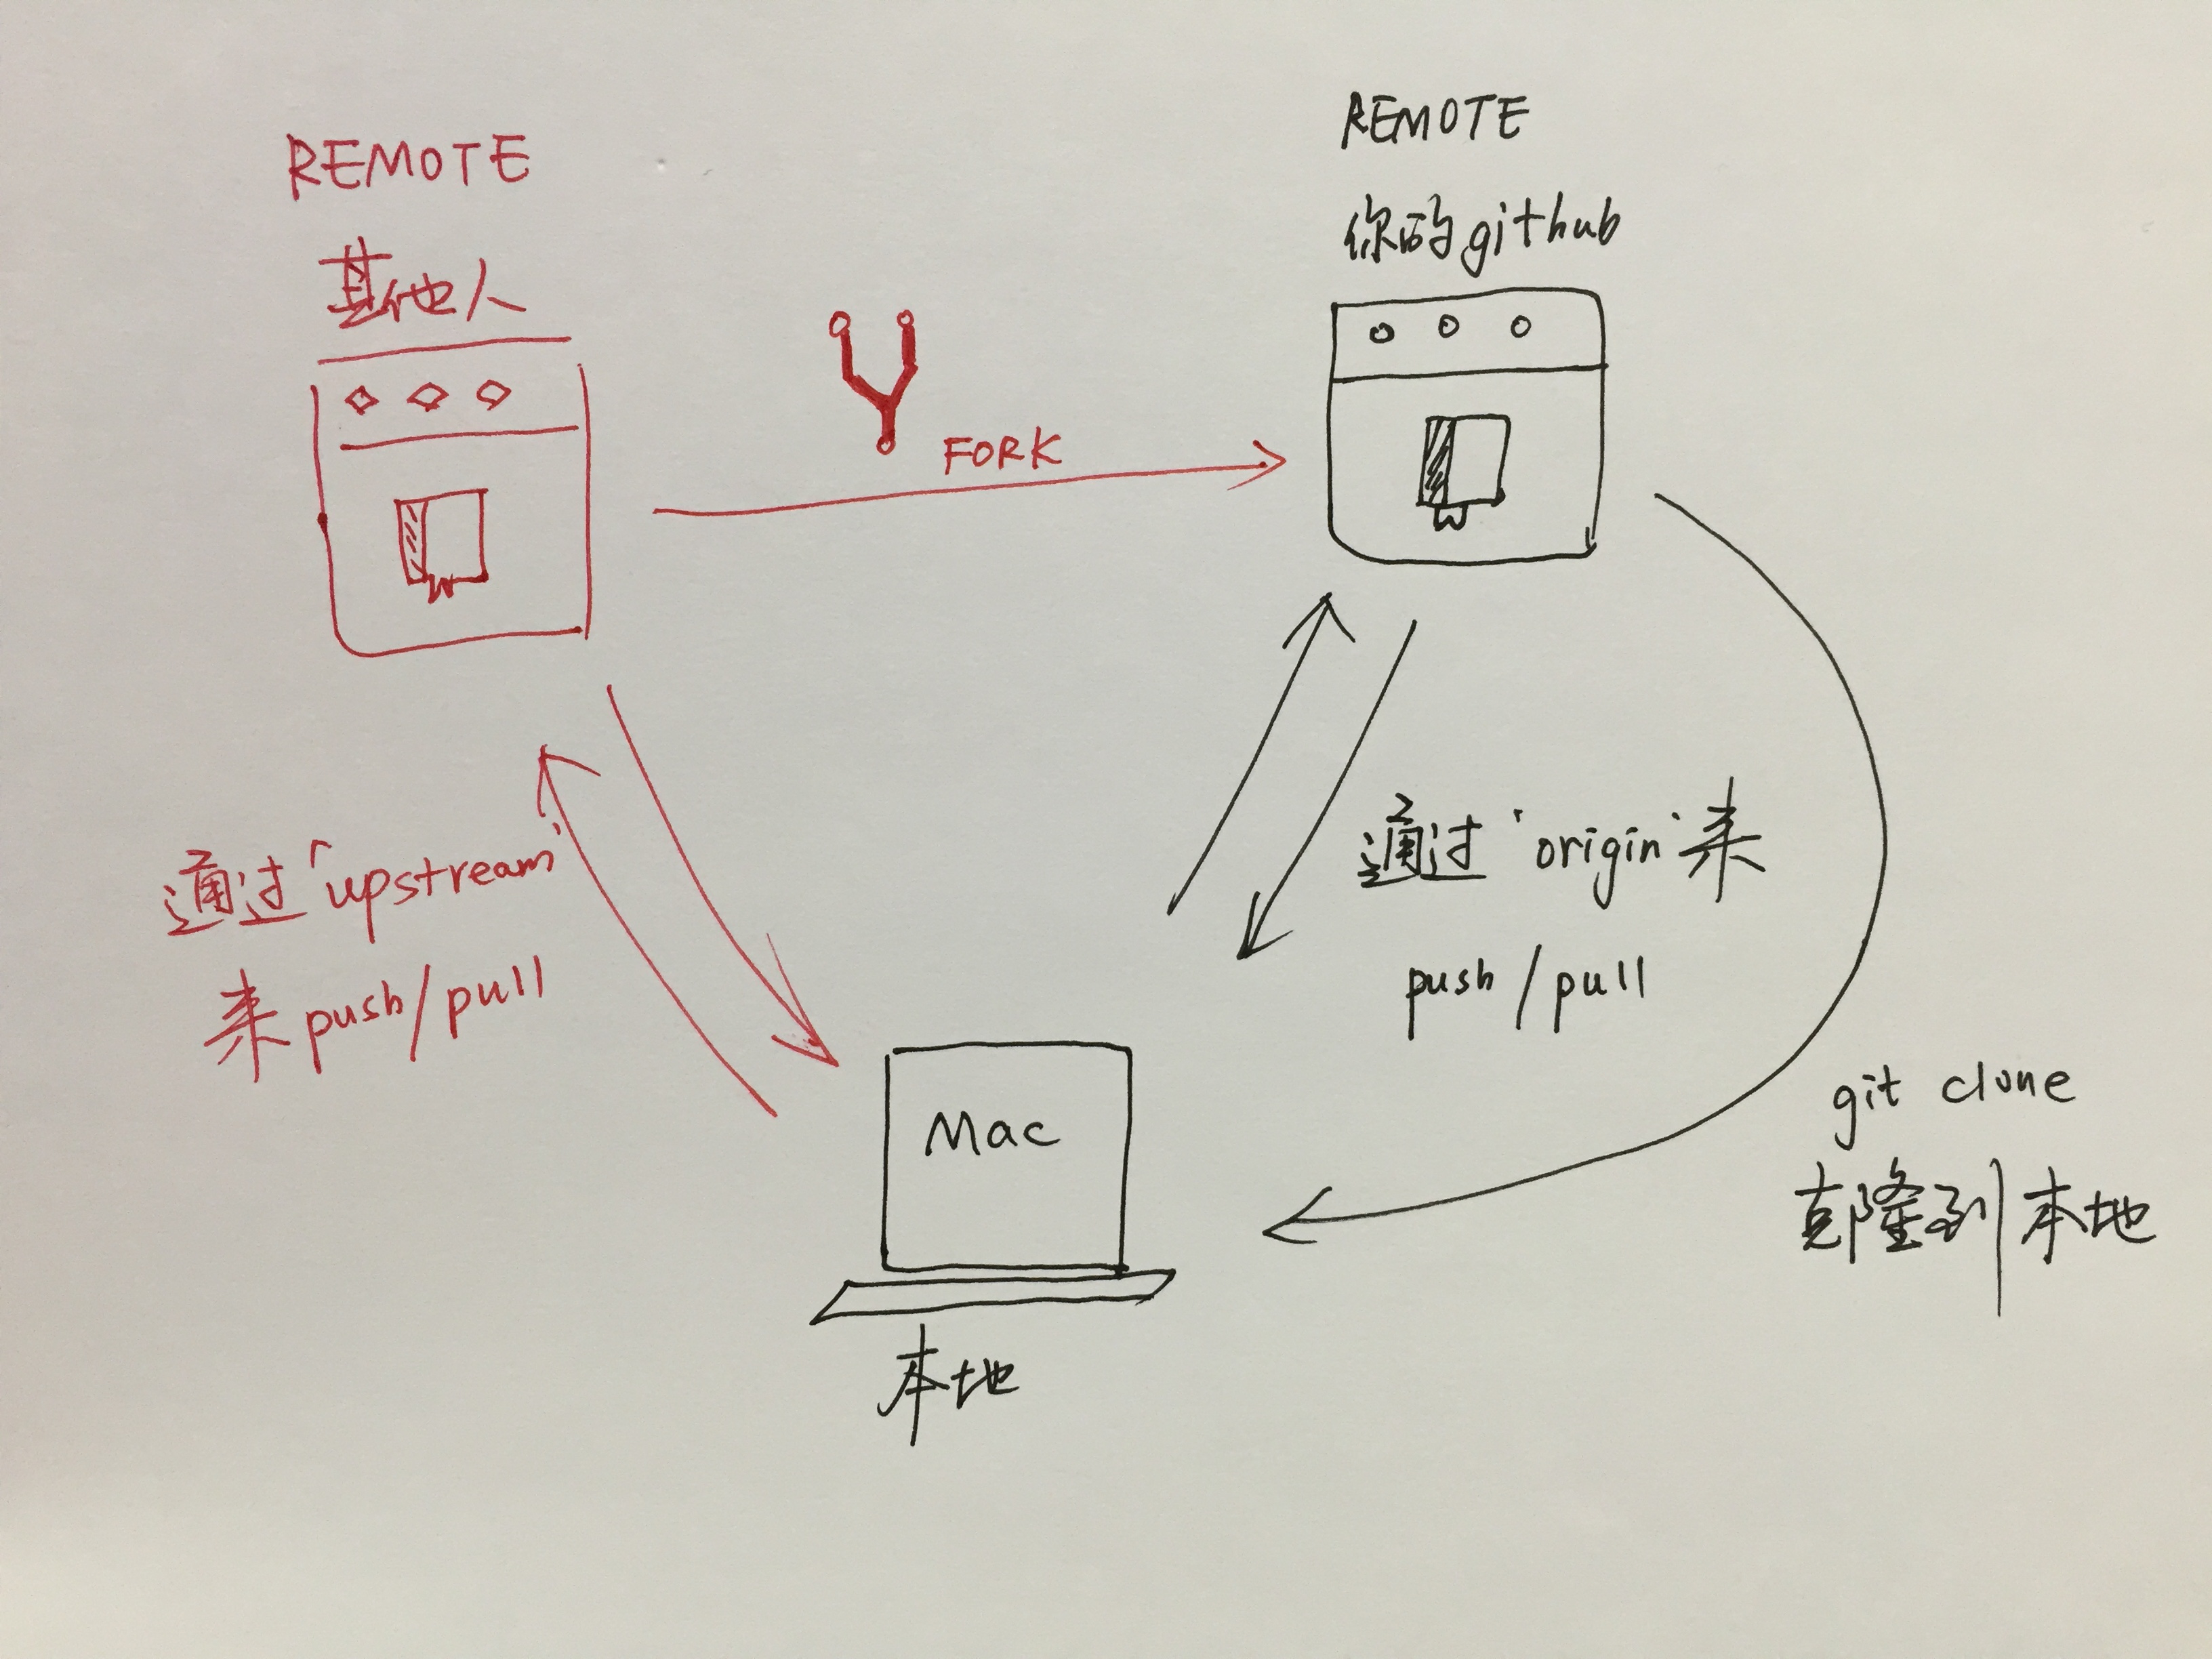 REMOTE
其他人
REMOTE
你的github
FORK
通过「upstream」
来push/pull
通过'origin'来
push/pull
git clone
克隆到本地
Mac
本地